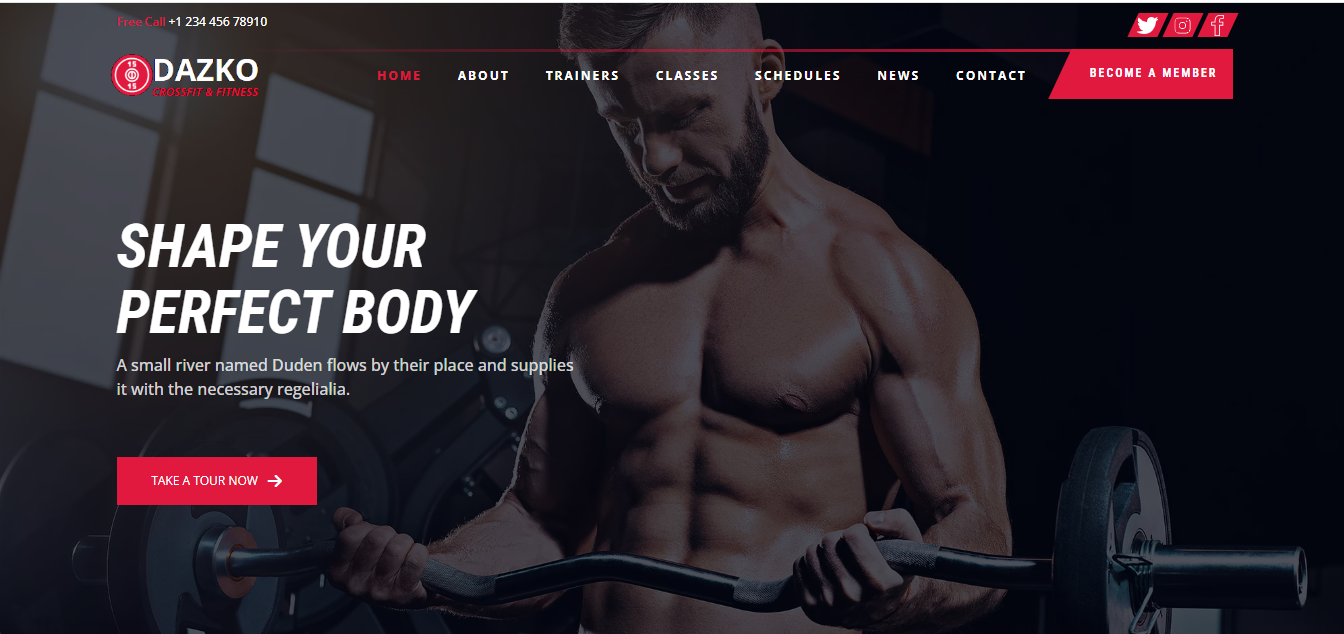 Free Call +1 234 456 78910
15
15
DAZKO
CROSSFIT & FITNESS
HOME ABOUT TRAINERS CLASSES SCHEDULES NEWS CONTACT BECOME A MEMBER
SHAPE YOUR
PERFECT BODY
A small river named Duden flows by their place and supplies
it with the necessary regelialia.
TAKE A TOUR NOW